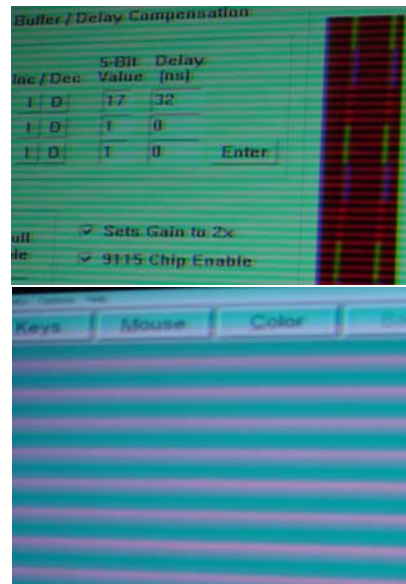 Buffer / Delay Compensation
5-Bit Delay
Inc / Dec Value (ns)
I D 17 32
I D 1 0
I D 1 0 Enter
Sets Gain to 2x
9115 Chip Enable
Options Help
Keys Mouse Color